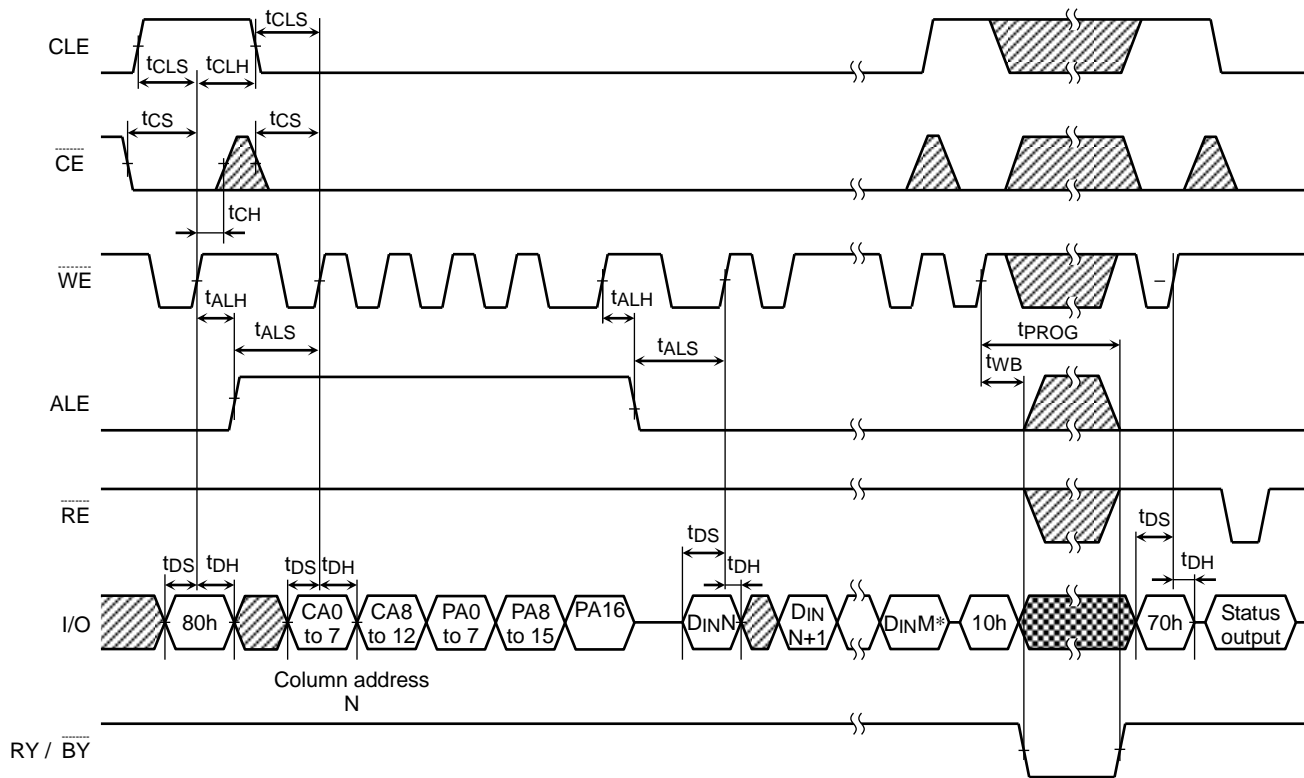 tCLS
CLE
tCLS tCLH
tCS tCS
CE
tCH
WE
tALH tALH
tALS tPROG
tALS
tWB
ALE
RE
tDS tDS
tDS tDH tDS tDH tDH tDH
I/O 80h CA0 to 7 CA8 to 12 PA0 to 7 PA8 to 15 PA16 DINN DIN N+1 DINM* 10h 70h Status output
Column address
N
RY / BY